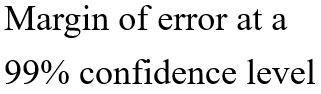 Margin of error at a
99% confidence level